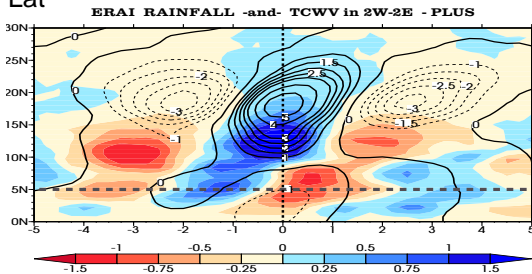 Lat
ERAI RAINFALL -and- TCWV in 2W-2E - PLUS
30N
25N
20N
15N
10N
5N
0N
0
-2
-3
0
-1
1.5
2.5
-1
-2.5 -2
-3
-1.5
0
0
-1
-5 -4 -3 -2 -1 0 1 2 3 4 5
-1 -0.5 0 0.5 1
-1.5 -0.75 -0.25 0.25 0.75 1.5